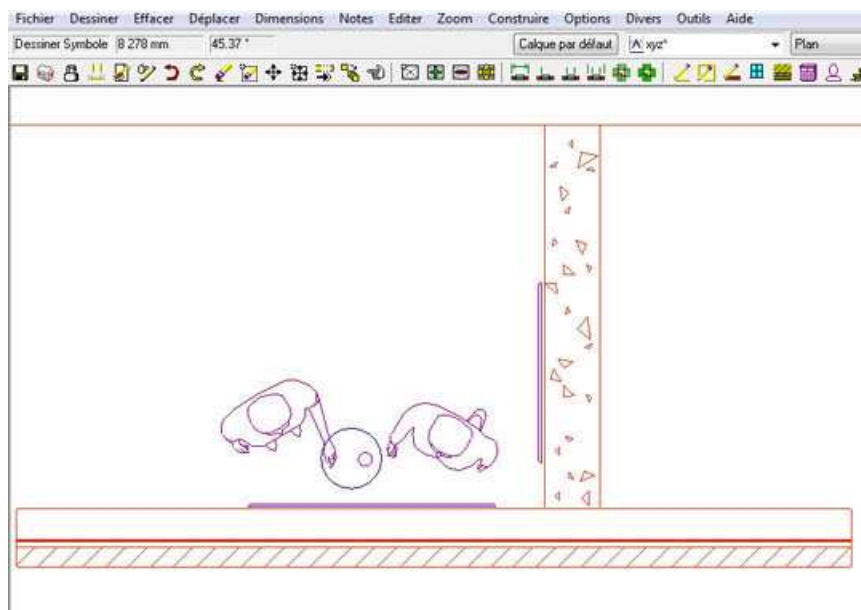 Fichier Dessiner Effacer Déplacer Dimensions Notes Editer Zoom Construire Options Divers Outils Aide
Dessiner Symbole 8 278 mm 45.37 ° Calque par défaut xyz° Plan